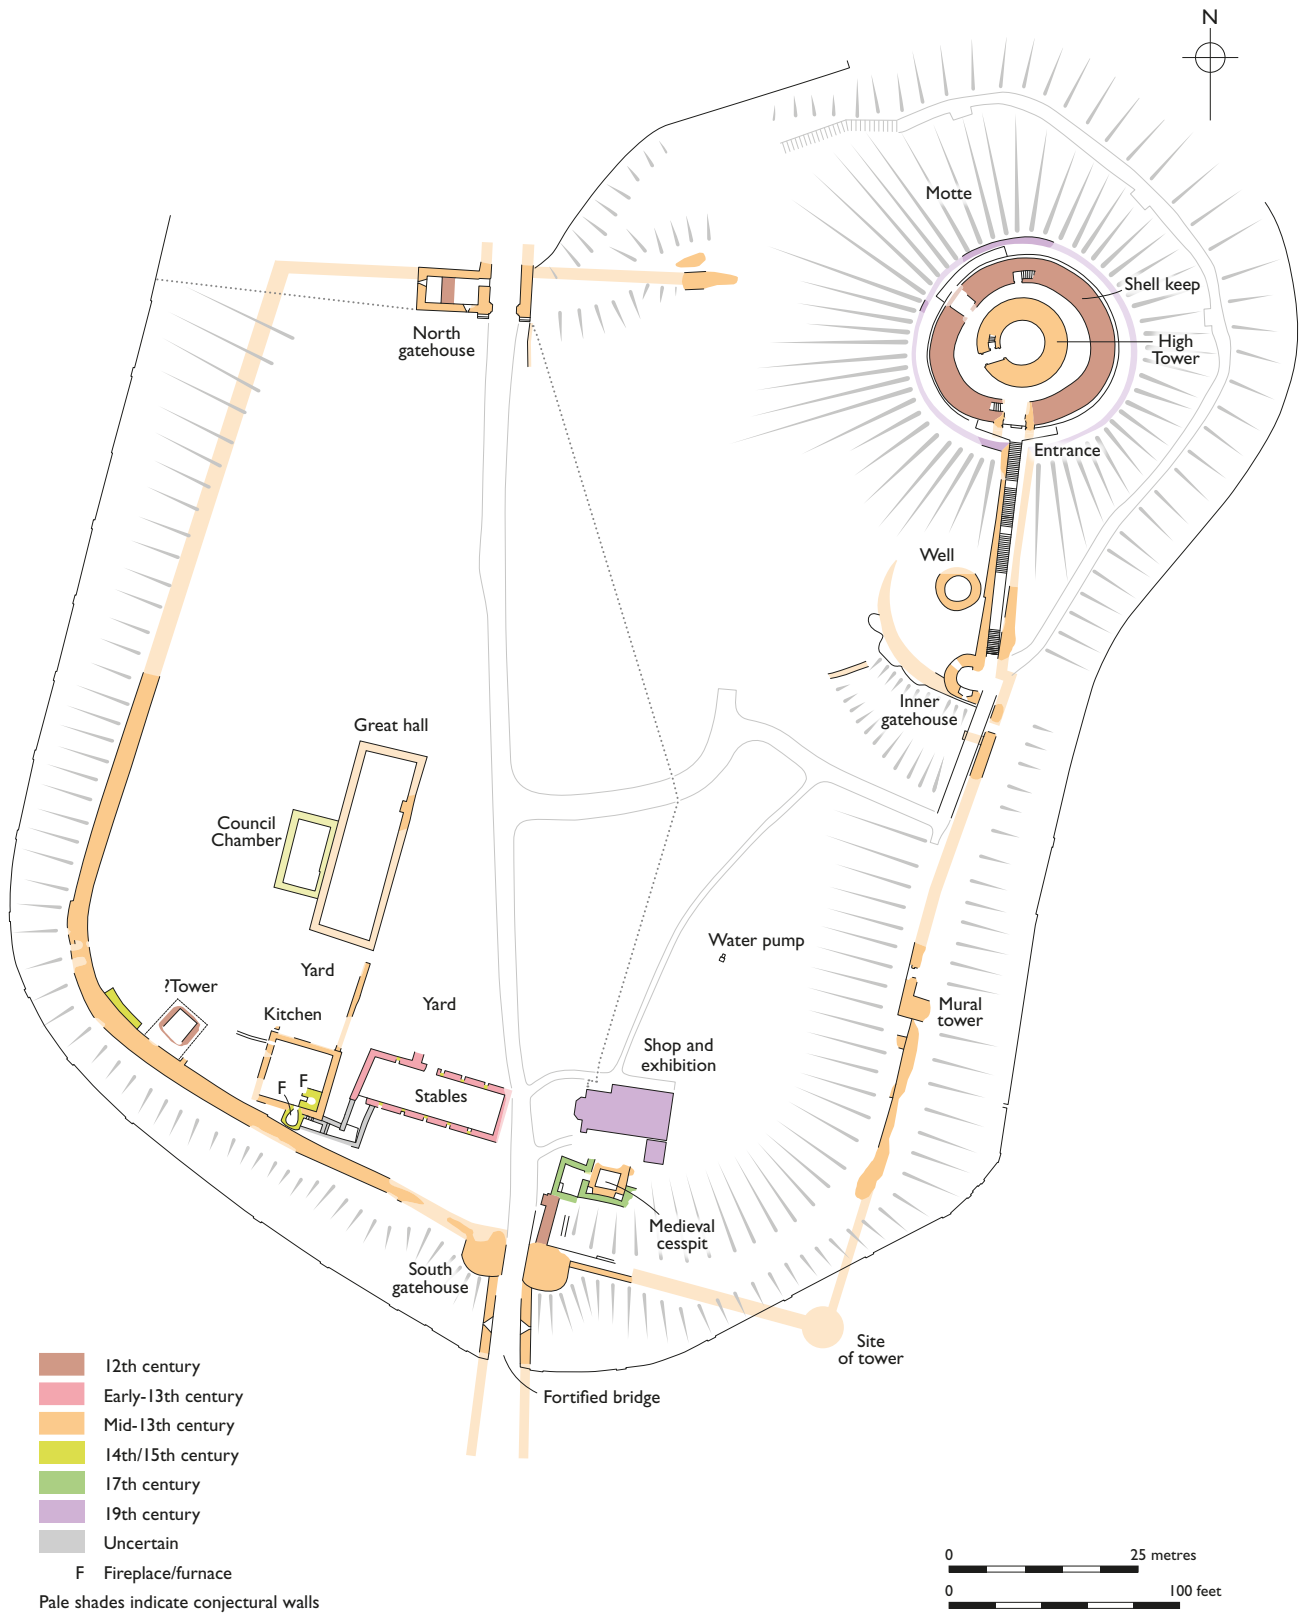 N
Motte
Shell keep
High
Tower
North
gatehouse
Entrance
Well
Inner
gatehouse
Great hall
Council
Chamber
Water pump
Yard
?Tower
Kitchen
Yard
Mural
tower
Shop and
exhibition
F
F
Stables
Medieval
cesspit
South
gatehouse
Site
of tower
Fortified bridge
12th century
Early-13th century
Mid-13th century
14th/15th century
17th century
19th century
Uncertain
F Fireplace/furnace
Pale shades indicate conjectural walls
0 25 metres
0 100 feet